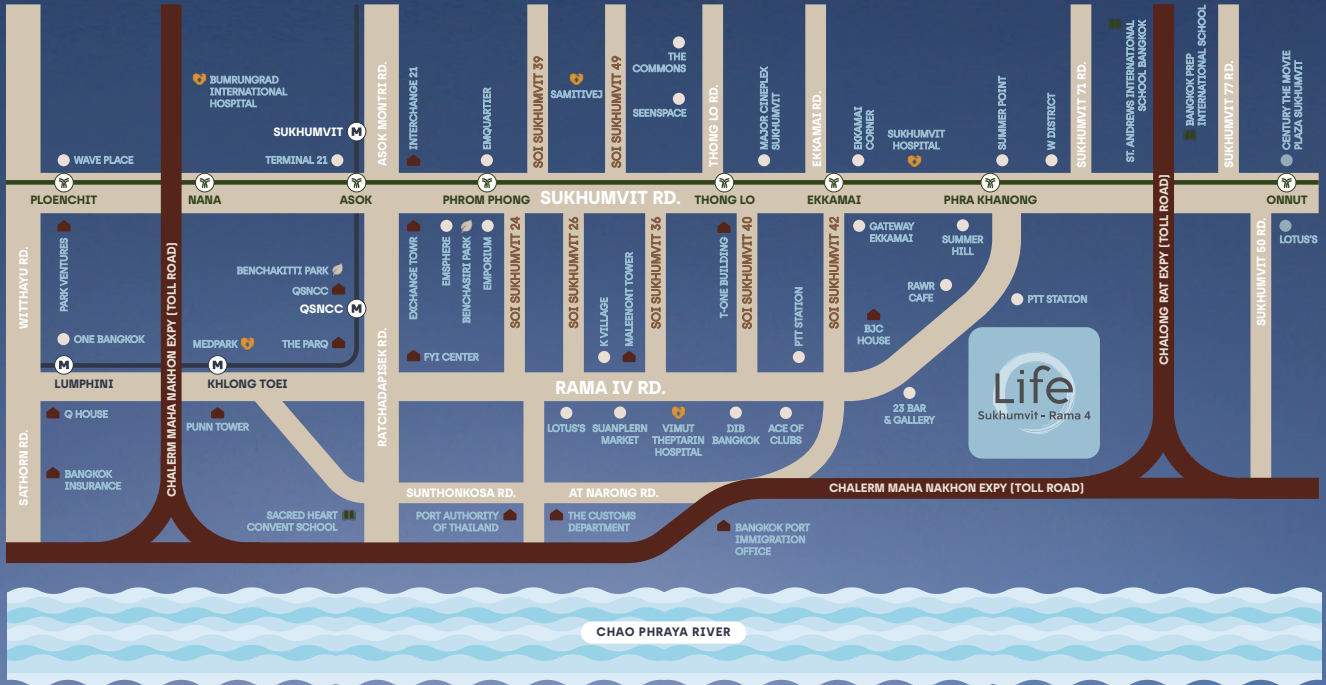 BUMRUNGRAD
INTERNATIONAL
HOSPITAL
SUKHUMVIT
M
TERMINAL 21
WAVE PLACE
ASOK MONTRI RD.
INTERCHANGE 21
EMQUARTIER
SOI SUKHUMVIT 39
SAMITIVEJ
SOI SUKHUMVIT 49
THE
COMMONS
SEENSPACE
THONG LO RD.
MAJOR CINEPLEX
SUKHUMVIT
EKKAMAI RD.
EKKAMAI
CORNER
SUKHUMVIT
HOSPITAL
SUMMER POINT
W DISTRICT
SUKHUMVIT 71 RD.
ST. ANDREWS INTERNATIONAL
SCHOOL BANGKOK
BANGKOK PREP
INTERNATIONAL SCHOOL
SUKHUMVIT 77 RD.
CENTURY THE MOVIE
PLAZA SUKHUMVIT
PLOENCHIT
NANA
ASOK
PHROM PHONG
SUKHUMVIT RD.
THONG LO
EKKAMAI
PHRA KHANONG
ONNUT
WITTHAYU RD.
PARK VENTURES
CHALERM MAHA NAKHON EXPY [TOLL ROAD]
BENCHAKITTI PARK
QSNCC
QSNCC
M
ONE BANGKOK
MEDPARK
THE PARQ
EXCHANGE TOWR
EMSPHERE
BENCHASIRI PARK
EMPORIUM
SOI SUKHUMVIT 24
SOI SUKHUMVIT 26
K VILLAGE
MALEENONT TOWER
SOI SUKHUMVIT 36
T-ONE BUILDING
SOI SUKHUMVIT 40
PTT STATION
SOI SUKHUMVIT 42
GATEWAY
EKKAMAI
SUMMER
HILL
RAWR
CAFE
BJC
HOUSE
PTT STATION
CHALONG RAT EXPY [TOLL ROAD]
SUKHUMVIT 50 RD.
LOTUS'S
FYI CENTER
M
M
LUMPHINI
KHLONG TOEI
RATCHADAPISEK RD.
RAMA IV RD.
Life
Sukhumvit - Rama 4
Q HOUSE
PUNN TOWER
LOTUS'S
SUANPLERN
MARKET
VIMUT
THEPTARIN
HOSPITAL
DIB
BANGKOK
ACE OF
CLUBS
23 BAR
& GALLERY
SATHORN RD.
BANGKOK
INSURANCE
SUNTHONKOSA RD.
AT NARONG RD.
CHALERM MAHA NAKHON EXPY [TOLL ROAD]
SACRED HEART
CONVENT SCHOOL
PORT AUTHORITY
OF THAILAND
THE CUSTOMS
DEPARTMENT
BANGKOK PORT
IMMIGRATION
OFFICE
CHAO PHRAYA RIVER